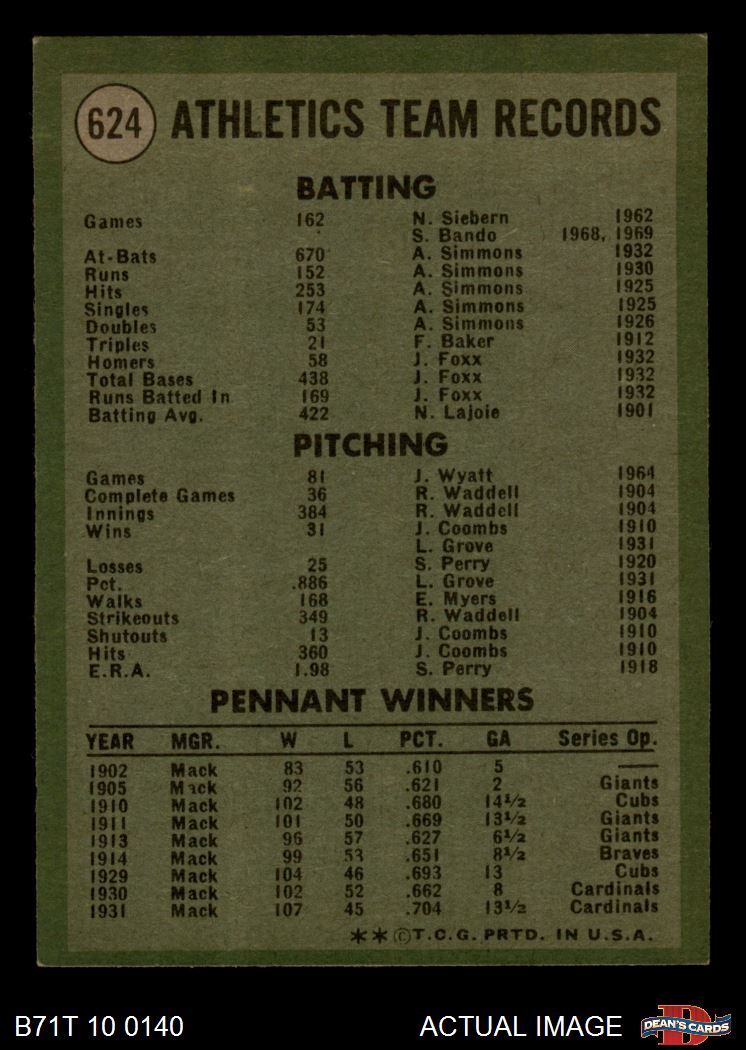 624 ATHLETICS TEAM RECORDS
BATTING
Games 162 N. Siebern 1962
S. Bando 1968, 1969
At-Bats 670 A. Simmons 1932
Runs 152 A. Simmons 1930
Hits 253 A. Simmons 1925
Singles 174 A. Simmons 1925
Doubles 53 A. Simmons 1926
Triples 21 F. Baker 1912
Homers 58 J. Foxx 1932
Total Bases 438 J. Foxx 1932
Runs Batted In 169 J. Foxx 1932
Batting Avg. 422 N. Lajoie 1901
PITCHING
Games 81 J. Wyatt 1964
Complete Games 36 R. Waddell 1904
Innings 384 R. Waddell 1904
Wins 31 J. Coombs 1910
L. Grove 1931
Losses 25 S. Perry 1920
Pct. .886 L. Grove 1931
Walks 168 E. Myers 1916
Strikeouts 349 R. Waddell 1904
Shutouts 13 J. Coombs 1910
Hits 360 J. Coombs 1910
E.R.A. 1.98 S. Perry 1918
PENNANT WINNERS
YEAR MGR. W L PCT. GA Series Op.
1902 Mack 83 53 .610 5 —
1905 Mack 92 56 .621 2 Giants
1910 Mack 102 48 .680 14½ Cubs
1911 Mack 101 50 .669 13½ Giants
1913 Mack 96 57 .627 6½ Giants
1914 Mack 99 53 .651 8½ Braves
1929 Mack 104 46 .693 13 Cubs
1930 Mack 102 52 .662 8 Cardinals
1931 Mack 107 45 .704 13½ Cardinals
**©T.C.G. PRTD. IN U.S.A.
B71T 10 0140 ACTUAL IMAGE DEAN'S CARDS